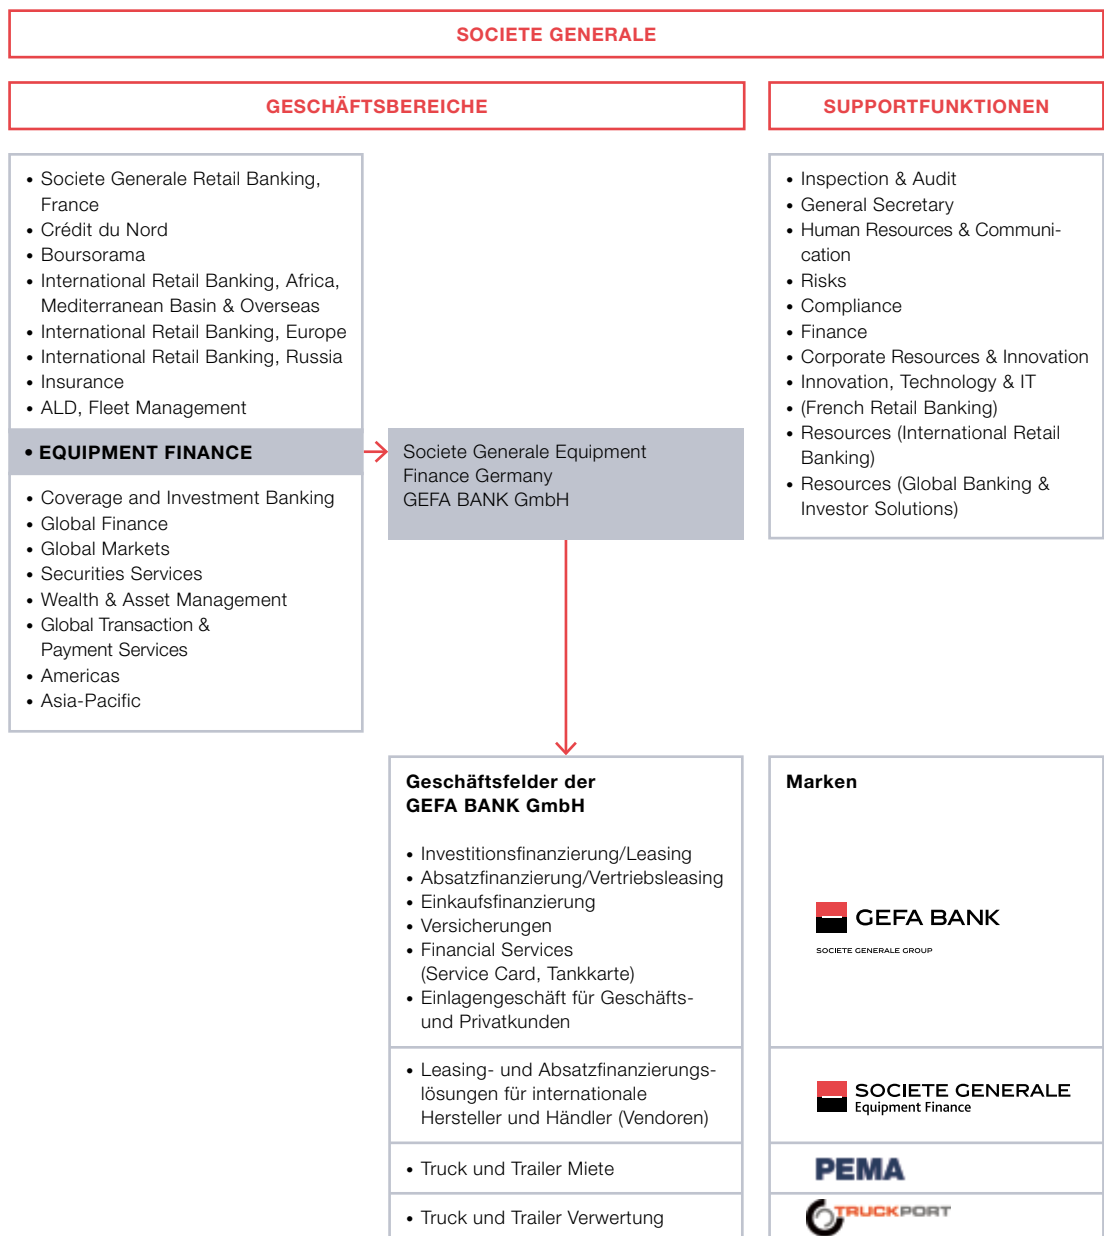 SOCIETE GENERALE
GESCHÄFTSBEREICHE
SUPPORTFUNKTIONEN
• Societe Generale Retail Banking,
France
• Crédit du Nord
• Boursorama
• International Retail Banking, Africa,
Mediterranean Basin & Overseas
• International Retail Banking, Europe
• International Retail Banking, Russia
• Insurance
• ALD, Fleet Management
• EQUIPMENT FINANCE
• Coverage and Investment Banking
• Global Finance
• Global Markets
• Securities Services
• Wealth & Asset Management
• Global Transaction &
Payment Services
• Americas
• Asia-Pacific
Societe Generale Equipment
Finance Germany
GEFA BANK GmbH
• Inspection & Audit
• General Secretary
• Human Resources & Communi-
cation
• Risks
• Compliance
• Finance
• Corporate Resources & Innovation
• Innovation, Technology & IT
• (French Retail Banking)
• Resources (International Retail
Banking)
• Resources (Global Banking &
Investor Solutions)
Geschäftsfelder der
GEFA BANK GmbH
• Investitionsfinanzierung/Leasing
• Absatzfinanzierung/Vertriebsleasing
• Einkaufsfinanzierung
• Versicherungen
• Financial Services
(Service Card, Tankkarte)
• Einlagengeschäft für Geschäfts-
und Privatkunden
• Leasing- und Absatzfinanzierungs-
lösungen für internationale
Hersteller und Händler (Vendoren)
• Truck und Trailer Miete
• Truck und Trailer Verwertung
Marken
GEFA BANK
SOCIETE GENERALE GROUP
SOCIETE GENERALE
Equipment Finance
PEMA
TRUCKPORT